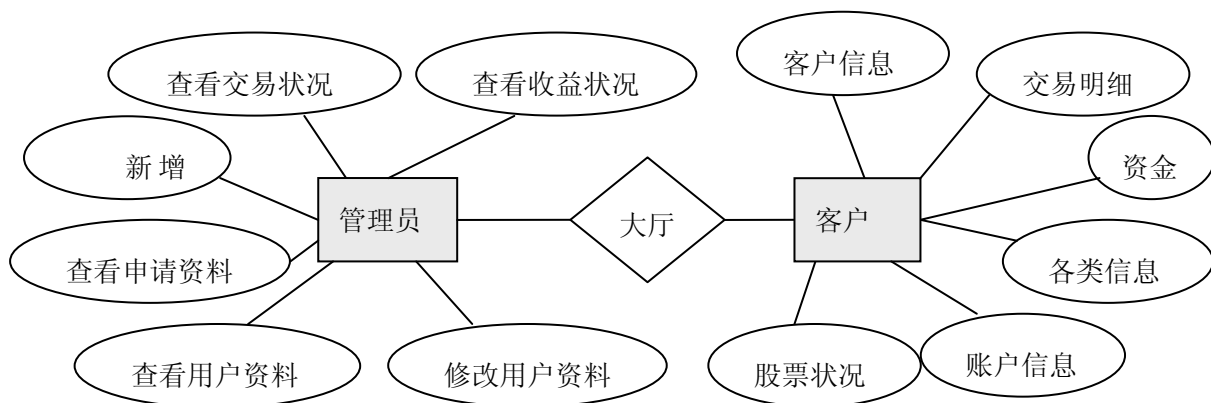 客户信息
查看交易状况
查看收益状况
交易明细
新 增
资金
管理员
大厅
客户
查看申请资料
各类信息
查看用户资料
修改用户资料
股票状况
账户信息